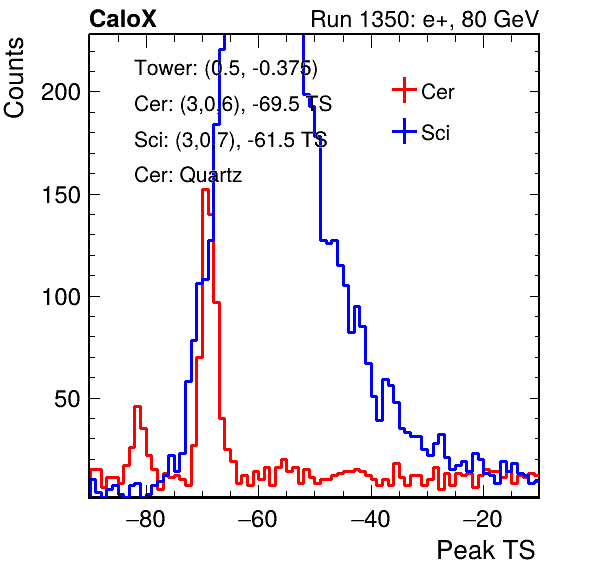 CaloX Run 1350: e+, 80 GeV
Counts
Tower: (0.5, -0.375)
Cer: (3,0,6), -69.5 TS
Sci: (3,0,7), -61.5 TS
Cer: Quartz
Cer
Sci
200
150
100
50
−80 −60 −40 −20
Peak TS